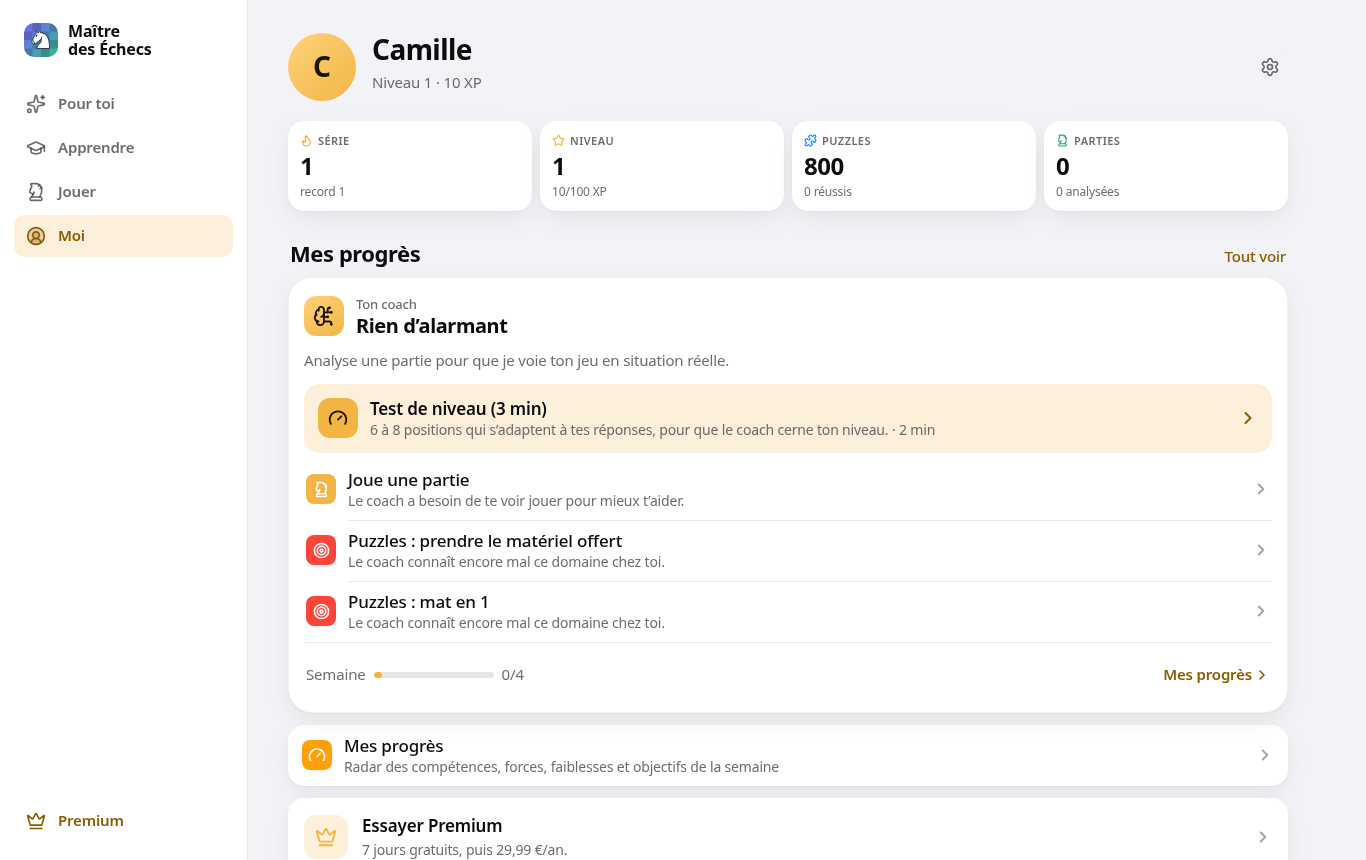 Maître
des Échecs
Pour toi
Apprendre
Jouer
Moi
Premium
C
Camille
Niveau 1 · 10 XP
SÉRIE
1
record 1
NIVEAU
1
10/100 XP
PUZZLES
800
0 réussis
PARTIES
0
0 analysées
Mes progrès
Tout voir
Ton coach
Rien d’alarmant
Analyse une partie pour que je voie ton jeu en situation réelle.
Test de niveau (3 min)
6 à 8 positions qui s’adaptent à tes réponses, pour que le coach cerne ton niveau. · 2 min
Joue une partie
Le coach a besoin de te voir jouer pour mieux t’aider.
Puzzles : prendre le matériel offert
Le coach connaît encore mal ce domaine chez toi.
Puzzles : mat en 1
Le coach connaît encore mal ce domaine chez toi.
Semaine 0/4
Mes progrès
Mes progrès
Radar des compétences, forces, faiblesses et objectifs de la semaine
Essayer Premium
7 jours gratuits, puis 29,99 €/an.